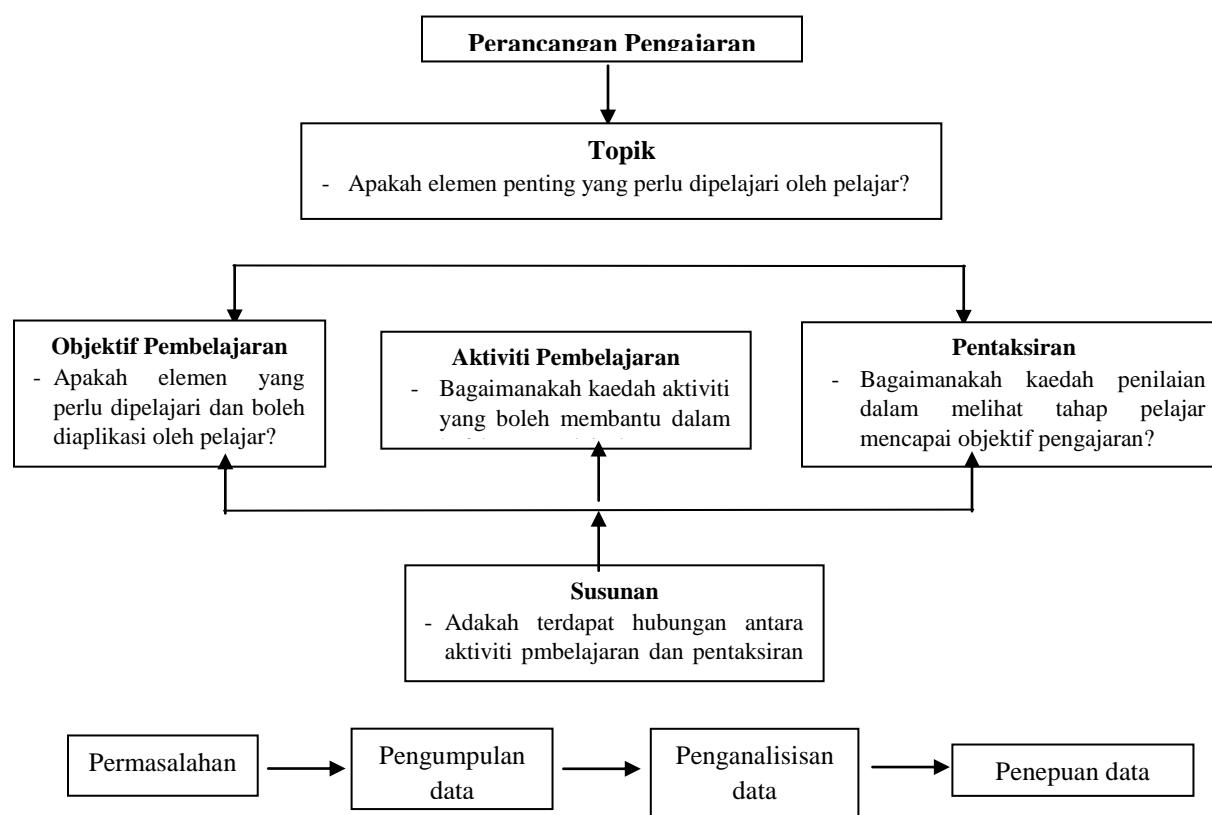 Perancangan Pengajaran
Topik
- Apakah elemen penting yang perlu dipelajari oleh pelajar?
Objektif Pembelajaran
- Apakah elemen yang
perlu dipelajari dan boleh
diaplikasi oleh pelajar?
Aktiviti Pembelajaran
- Bagaimanakah kaedah aktiviti
yang boleh membantu dalam
Pentaksiran
- Bagaimanakah kaedah penilaian
dalam melihat tahap pelajar
mencapai objektif pengajaran?
Susunan
- Adakah terdapat hubungan antara
aktiviti pmbelajaran dan pentaksiran
Permasalahan
Pengumpulan
data
Penganalisisan
data
Penepuan data